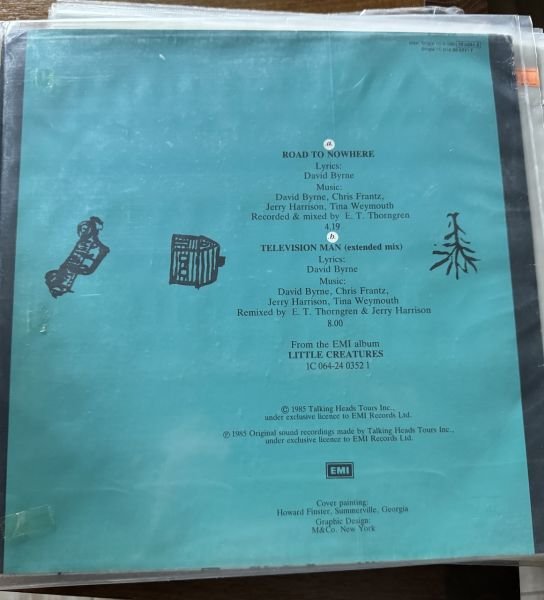 a.
ROAD TO NOWHERE
Lyrics:
David Byrne
Music:
David Byrne, Chris Frantz,
Jerry Harrison, Tina Weymouth
Recorded & mixed by E. T. Thorngren
4.19
b.
TELEVISION MAN (extended mix)
Lyrics:
David Byrne
Music:
David Byrne, Chris Frantz,
Jerry Harrison, Tina Weymouth
Remixed by E. T. Thorngren & Jerry Harrison
8.00
From the EMI album
LITTLE CREATURES
1C 064-24 0352 1
© 1985 Talking Heads Tours Inc.,
under exclusive licence to EMI Records Ltd.
℗ 1985 Original sound recordings made by Talking Heads Tours Inc.,
under exclusive licence to EMI Records Ltd.
EMI
Cover painting:
Howard Finster, Summerville, Georgia
Graphic Design:
M&Co. New York